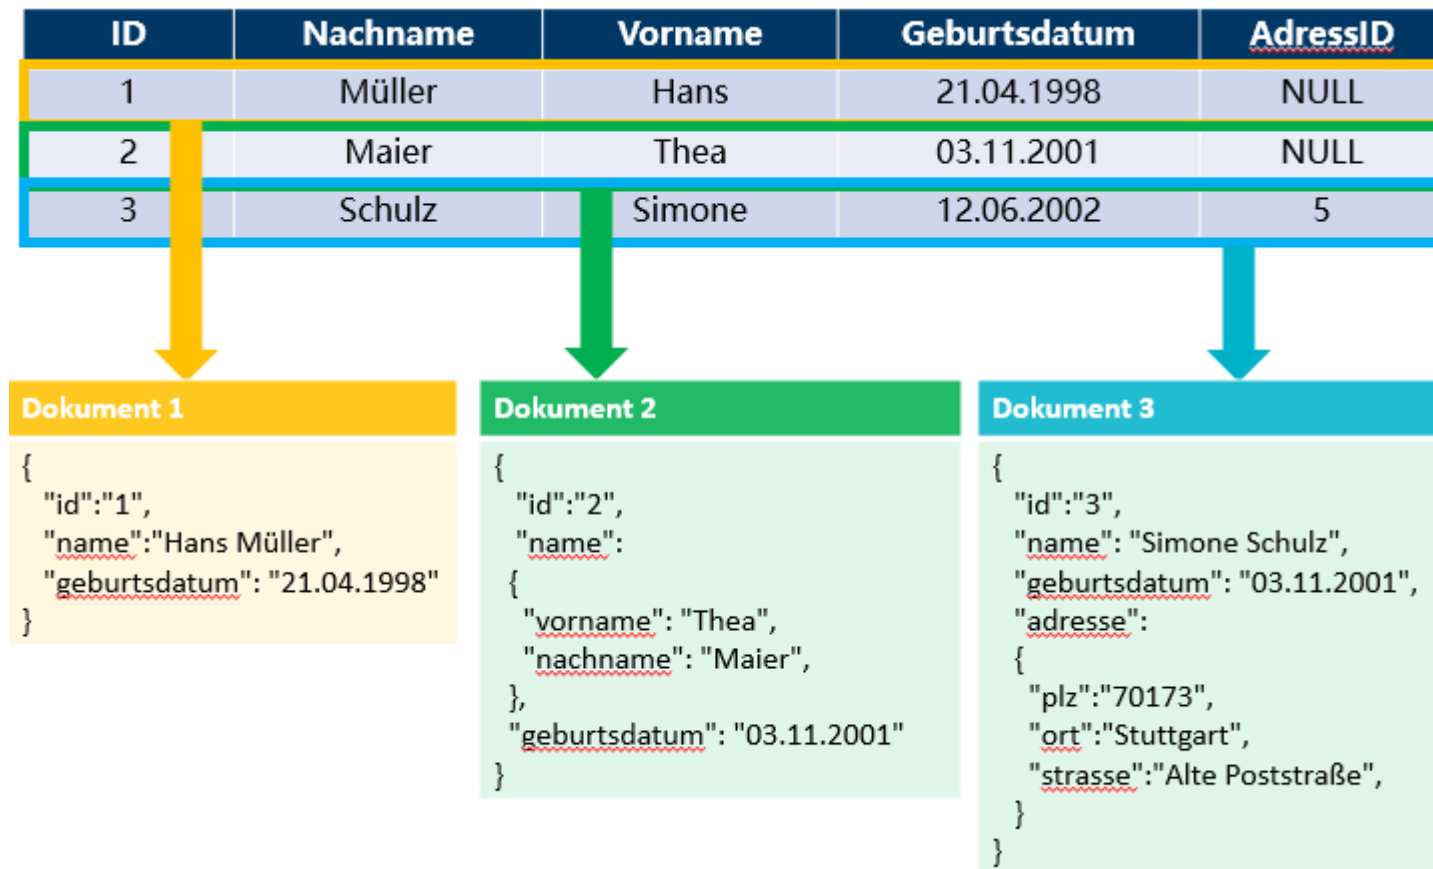 ID Nachname Vorname Geburtsdatum AdressID
1 Müller Hans 21.04.1998 NULL
2 Maier Thea 03.11.2001 NULL
3 Schulz Simone 12.06.2002 5
Dokument 1
{
"id":"1",
"name":"Hans Müller",
"geburtsdatum": "21.04.1998"
}
Dokument 2
{
"id":"2",
"name":
{
"vorname": "Thea",
"nachname": "Maier",
},
"geburtsdatum": "03.11.2001"
}
Dokument 3
{
"id":"3",
"name": "Simone Schulz",
"geburtsdatum": "03.11.2001",
"adresse":
{
"plz":"70173",
"ort":"Stuttgart",
"strasse":"Alte Poststraße",
}
}